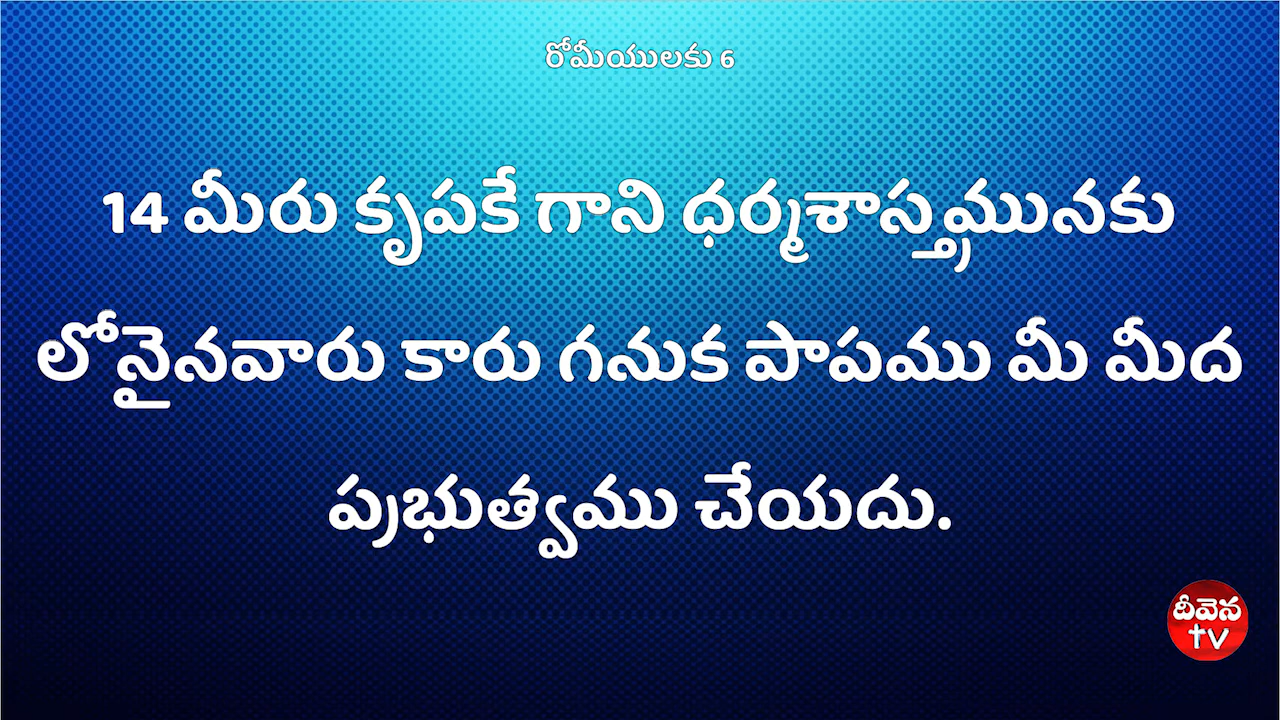 రోమీయులకు 6
14 మీరు కృపకే గాని ధర్మశాస్త్రమునకు
లోనైనవారు కారు గనుక పాపము మీ మీద
ప్రభుత్వము చేయదు.
దీవెన
tv